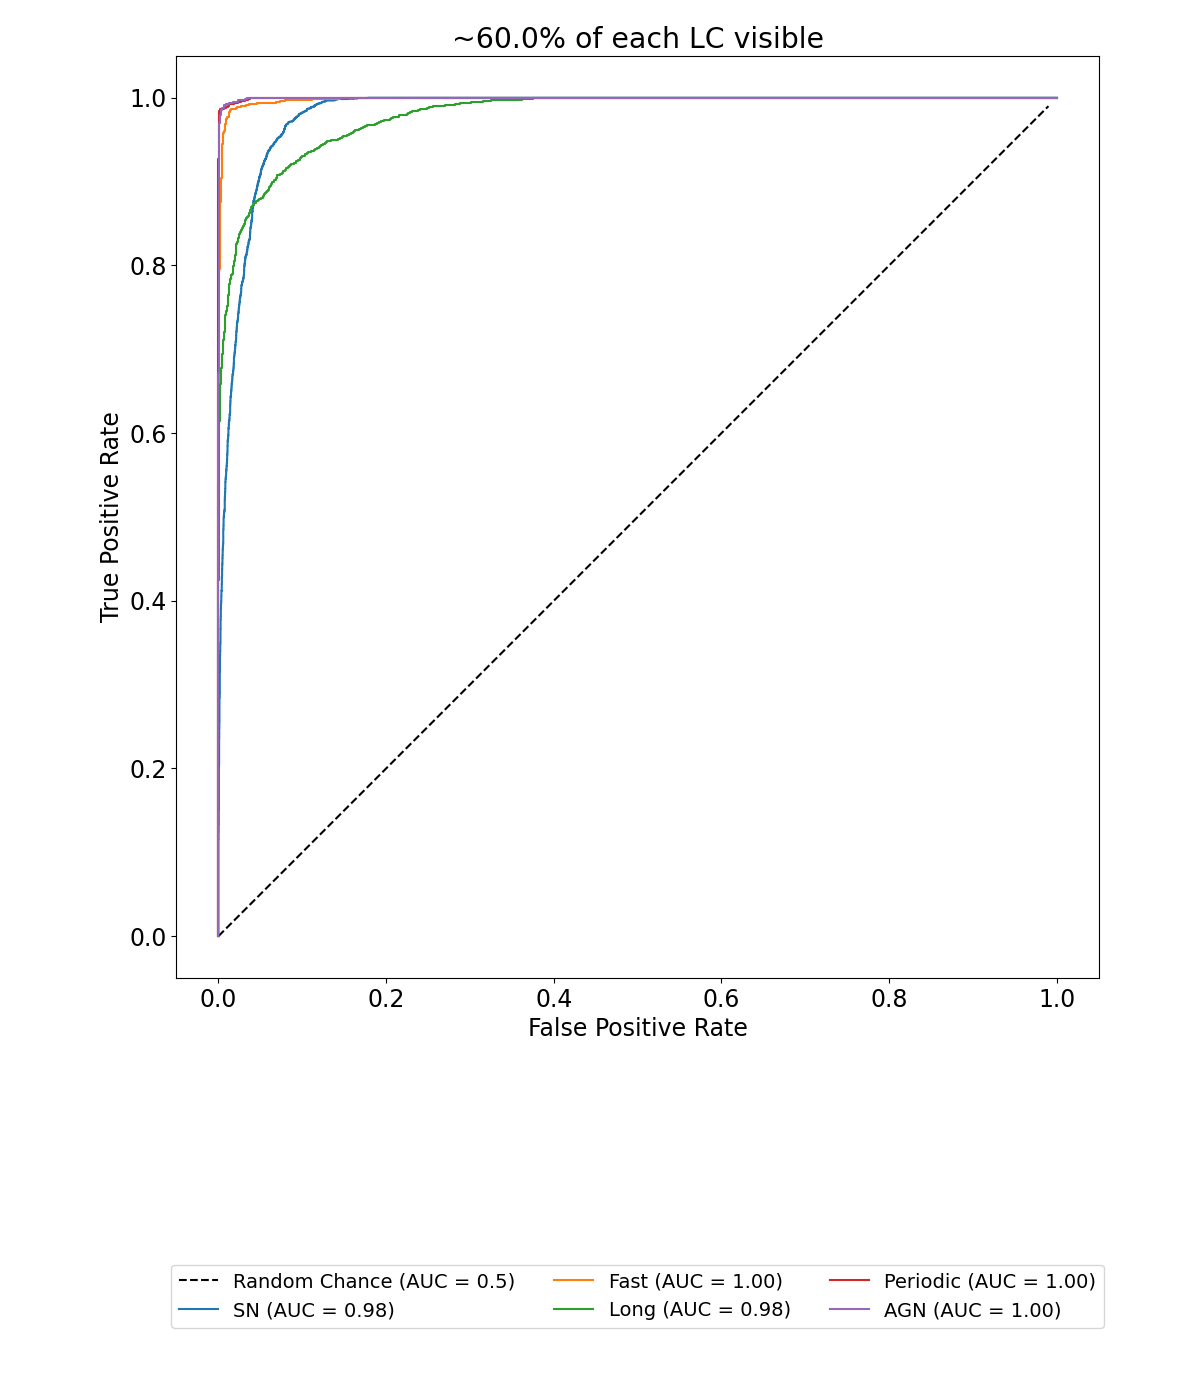 ~60.0% of each LC visible
True Positive Rate
1.0
0.8
0.6
0.4
0.2
0.0
0.0 0.2 0.4 0.6 0.8 1.0
False Positive Rate
Random Chance (AUC = 0.5) Fast (AUC = 1.00) Periodic (AUC = 1.00)
SN (AUC = 0.98) Long (AUC = 0.98) AGN (AUC = 1.00)